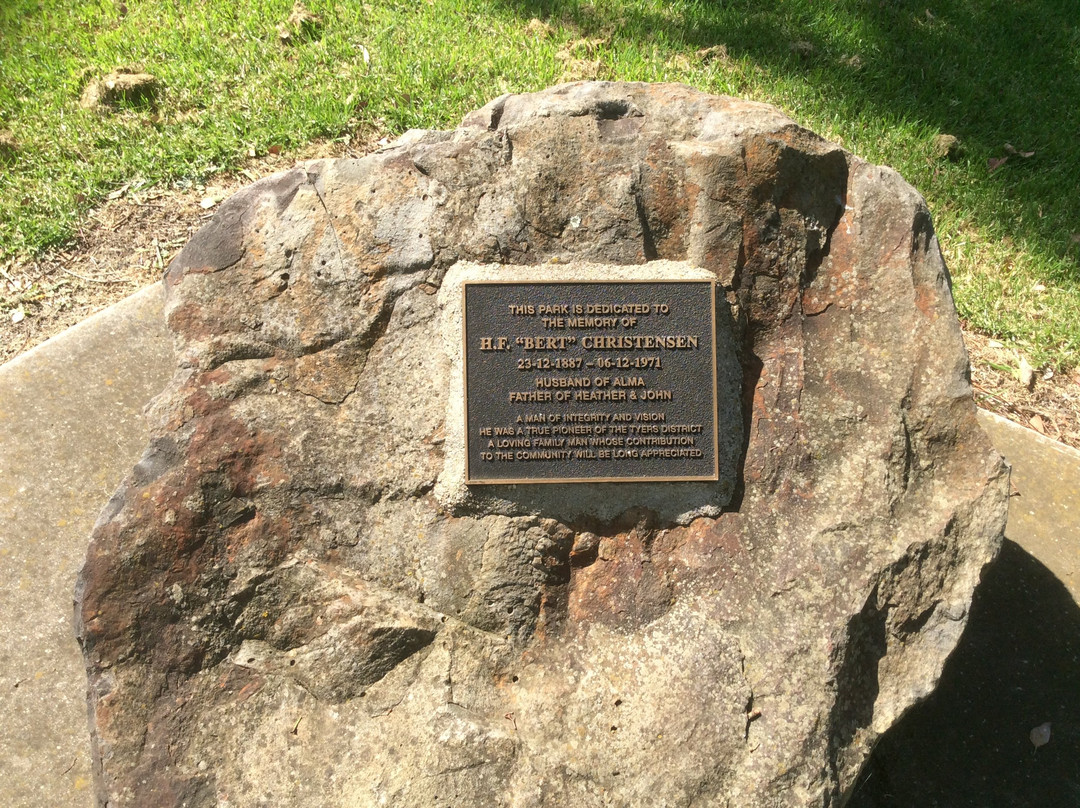 THIS PARK IS DEDICATED TO
THE MEMORY OF
H.F. "BERT" CHRISTENSEN
23-12-1887 – 06-12-1971
HUSBAND OF ALMA
FATHER OF HEATHER & JOHN
A MAN OF INTEGRITY AND VISION
HE WAS A TRUE PIONEER OF THE TYERS DISTRICT
A LOVING FAMILY MAN WHOSE CONTRIBUTION
TO THE COMMUNITY WILL BE LONG APPRECIATED